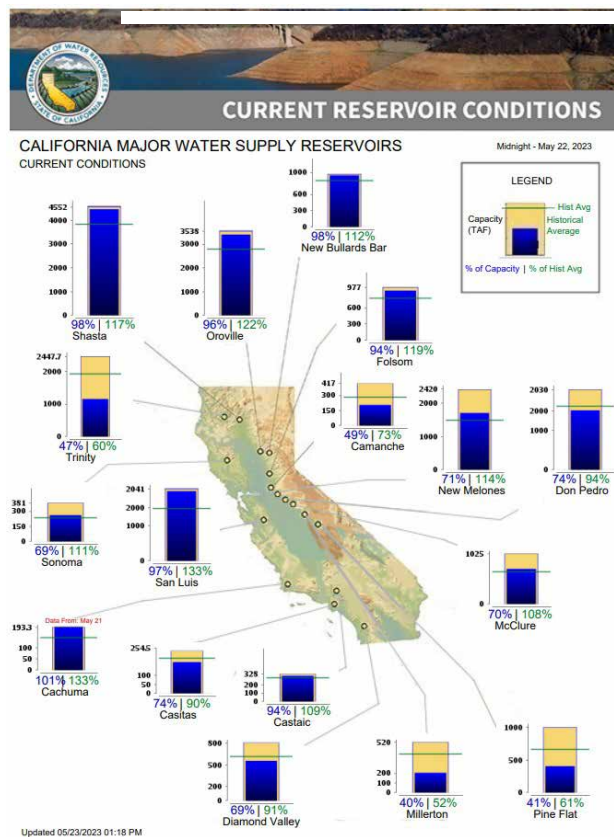 DEPARTMENT OF WATER RESOURCES
STATE OF CALIFORNIA
CURRENT RESERVOIR CONDITIONS
CALIFORNIA MAJOR WATER SUPPLY RESERVOIRS
Midnight - May 22, 2023
CURRENT CONDITIONS
LEGEND
Hist Avg
Capacity
(TAF)
Historical
Average
% of Capacity | % of Hist Avg
1000
600
300
0
98% | 112%
New Bullards Bar
4552
4000
3000
2000
1000
0
98% | 117%
Shasta
3538
3000
2000
1000
0
96% | 122%
Oroville
977
600
300
0
94% | 119%
Folsom
2447.7
2000
1000
0
47% | 60%
Trinity
417
300
150
0
49% | 73%
Camanche
2420
2000
1000
0
71% | 114%
New Melones
2030
2000
1000
0
74% | 94%
Don Pedro
381
300
150
0
69% | 111%
Sonoma
2041
2000
1000
0
97% | 133%
San Luis
1025
0
70% | 108%
McClure
Data From: May 21
193.3
100
50
0
101% | 133%
Cachuma
254.5
100
50
0
74% | 90%
Casitas
325
200
100
0
94% | 109%
Castaic
800
500
0
69% | 91%
Diamond Valley
520
200
100
0
40% | 52%
Millerton
1000
500
0
41% | 61%
Pine Flat
Updated 05/23/2023 01:18 PM